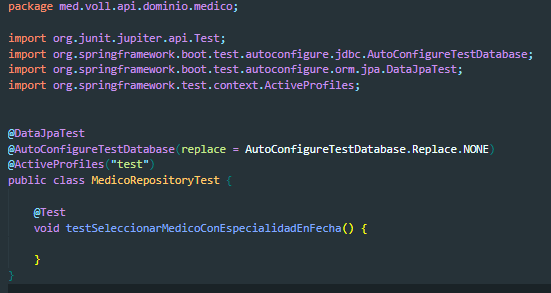 package med.voll.api.dominio.medico;
import org.junit.jupiter.api.Test;
import org.springframework.boot.test.autoconfigure.jdbc.AutoConfigureTestDatabase;
import org.springframework.boot.test.autoconfigure.orm.jpa.DataJpaTest;
import org.springframework.test.context.ActiveProfiles;
@DataJpaTest
@AutoConfigureTestDatabase(replace = AutoConfigureTestDatabase.Replace.NONE)
@ActiveProfiles("test")
public class MedicoRepositoryTest {
@Test
void testSeleccionarMedicoConEspecialidadEnFecha() {
}
}